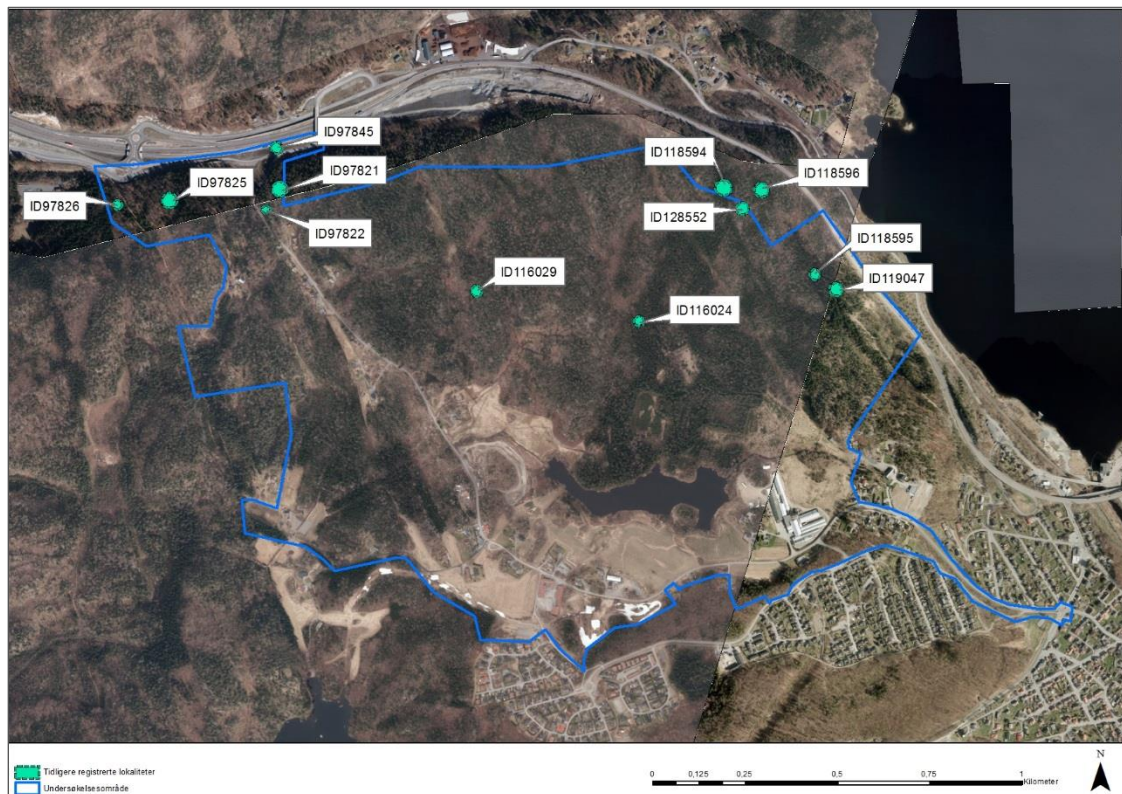 ID97845
ID118594
ID97821
ID118596
ID97825
ID97826
ID128552
ID97822
ID118595
ID116029
ID119047
ID116024
Tidligere registrerte lokaliteter
Undersøkelsesområde
0 0,125 0,25 0,5 0,75 1
Kilometer
N